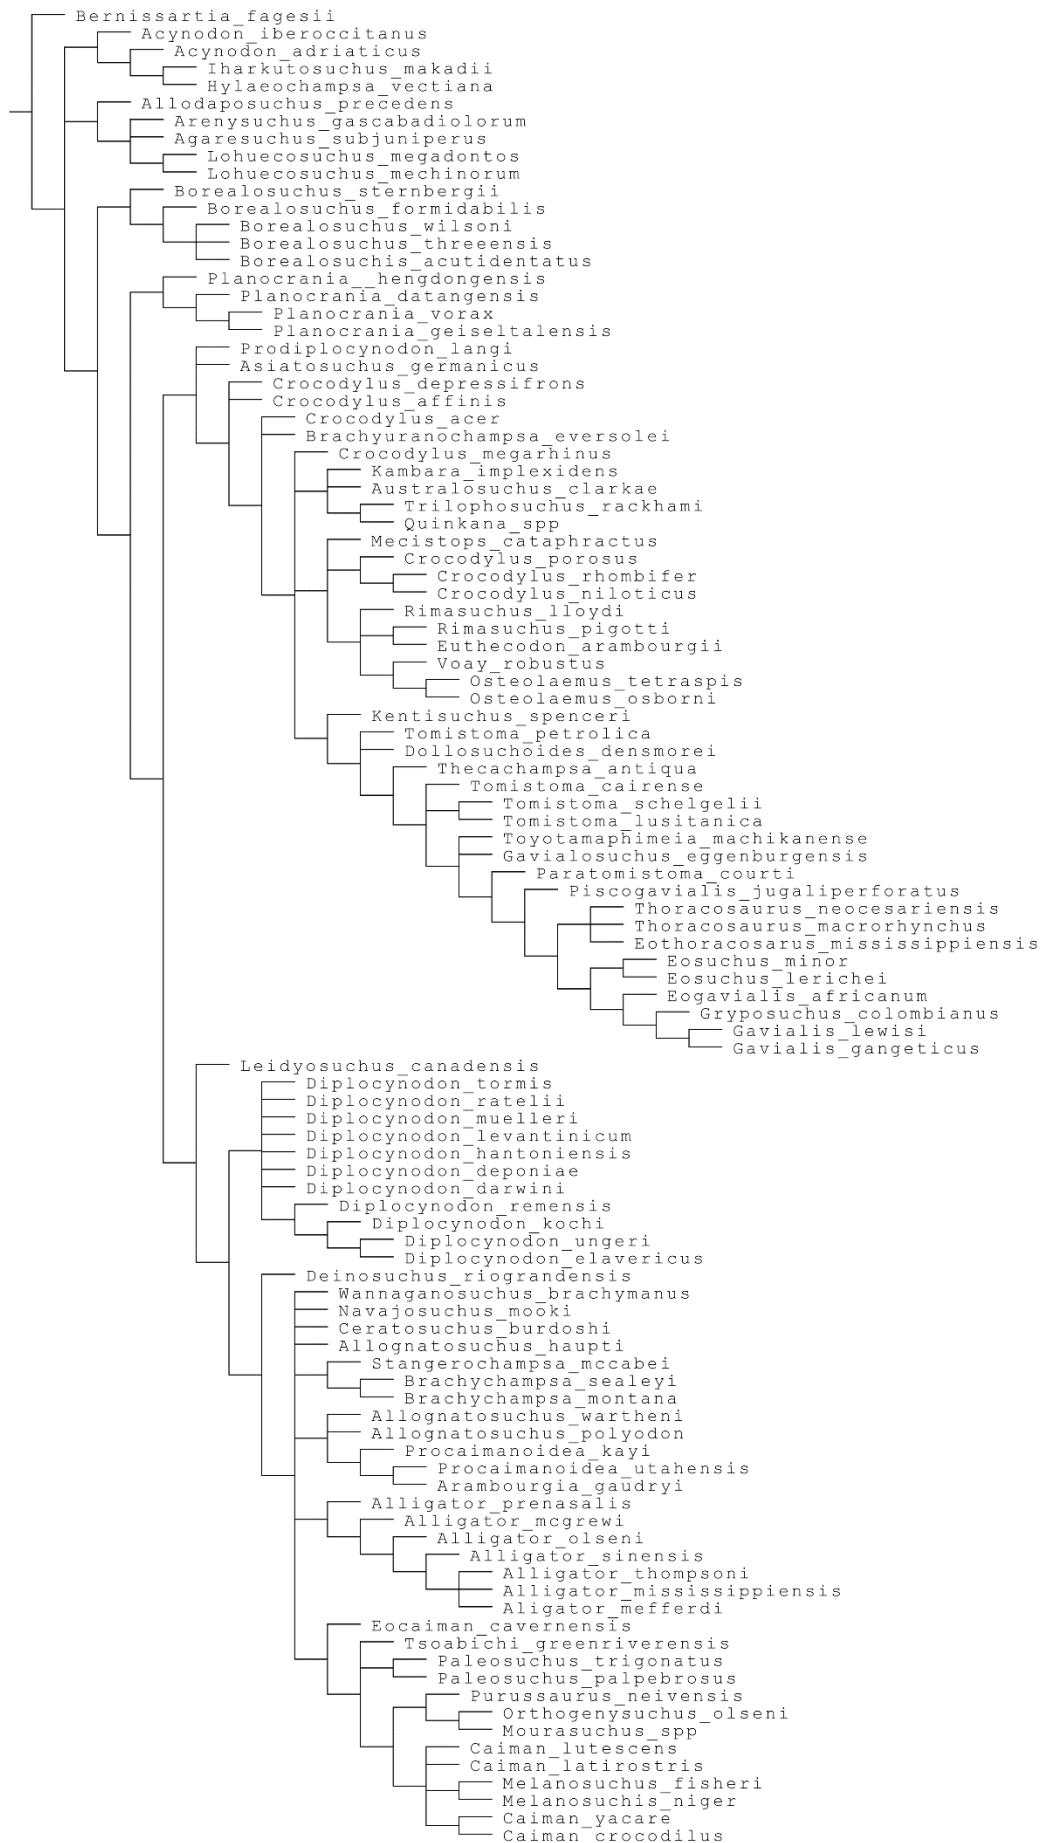 Bernissartia_fagesii
Acynodon_iberoccitanus
Acynodon_adriaticus
Iharkutosuchus_makadii
Hylaeochampsa_vectiana
Allodaposuchus_precedens
Arenysuchus_gascabadiolorum
Agaresuchus_subjuniperus
Lohuecosuchus_megadontos
Lohuecosuchus_mechinorum
Borealosuchus_sternbergii
Borealosuchus_formidabilis
Borealosuchus_wilsoni
Borealosuchus_threeensis
Borealosuchis_acutidentatus
Planocrania__hengdongensis
Planocrania_datangensis
Planocrania_vorax
Planocrania_geiseltalensis
Prodiplocynodon_langi
Asiatosuchus_germanicus
Crocodylus_depressifrons
Crocodylus_affinis
Crocodylus_acer
Brachyuranochampsa_eversolei
Crocodylus_megarhinus
Kambara_implexidens
Australosuchus_clarkae
Trilophosuchus_rackhami
Quinkana_spp
Mecistops_cataphractus
Crocodylus_porosus
Crocodylus_rhombifer
Crocodylus_niloticus
Rimasuchus_lloydi
Rimasuchus_pigotti
Euthecodon_arambourgii
Voay_robustus
Osteolaemus_tetraspis
Osteolaemus_osborni
Kentisuchus_spenceri
Tomistoma_petrolica
Dollosuchoides_densmorei
Thecachampsa_antiqua
Tomistoma_cairense
Tomistoma_schelgelii
Tomistoma_lusitanica
Toyotamaphimeia_machikanense
Gavialosuchus_eggenburgensis
Paratomistoma_courti
Piscogavialis_jugaliperforatus
Thoracosaurus_neocesariensis
Thoracosaurus_macrorhynchus
Eothoracosarus_mississippiensis
Eosuchus_minor
Eosuchus_lerichei
Eogavialis_africanum
Gryposuchus_colombianus
Gavialis_lewisi
Gavialis_gangeticus
Leidyosuchus_canadensis
Diplocynodon_tormis
Diplocynodon_ratelii
Diplocynodon_muelleri
Diplocynodon_levantinicum
Diplocynodon_hantoniensis
Diplocynodon_deponiae
Diplocynodon_darwini
Diplocynodon_remensis
Diplocynodon_kochi
Diplocynodon_ungeri
Diplocynodon_elavericus
Deinosuchus_riograndensis
Wannaganosuchus_brachymanus
Navajosuchus_mooki
Ceratosuchus_burdoshi
Allognatosuchus_haupti
Stangerochampsa_mccabei
Brachychampsa_sealeyi
Brachychampsa_montana
Allognatosuchus_wartheni
Allognatosuchus_polyodon
Procaimanoidea_kayi
Procaimanoidea_utahensis
Arambourgia_gaudryi
Alligator_prenasalis
Alligator_mcgrewi
Alligator_olseni
Alligator_sinensis
Alligator_thompsoni
Alligator_mississippiensis
Aligator_mefferdi
Eocaiman_cavernensis
Tsoabichi_greenriverensis
Paleosuchus_trigonatus
Paleosuchus_palpebrosus
Purussaurus_neivensis
Orthogenysuchus_olseni
Mourasuchus_spp
Caiman_lutescens
Caiman_latirostris
Melanosuchus_fisheri
Melanosuchis_niger
Caiman_yacare
Caiman_crocodilus